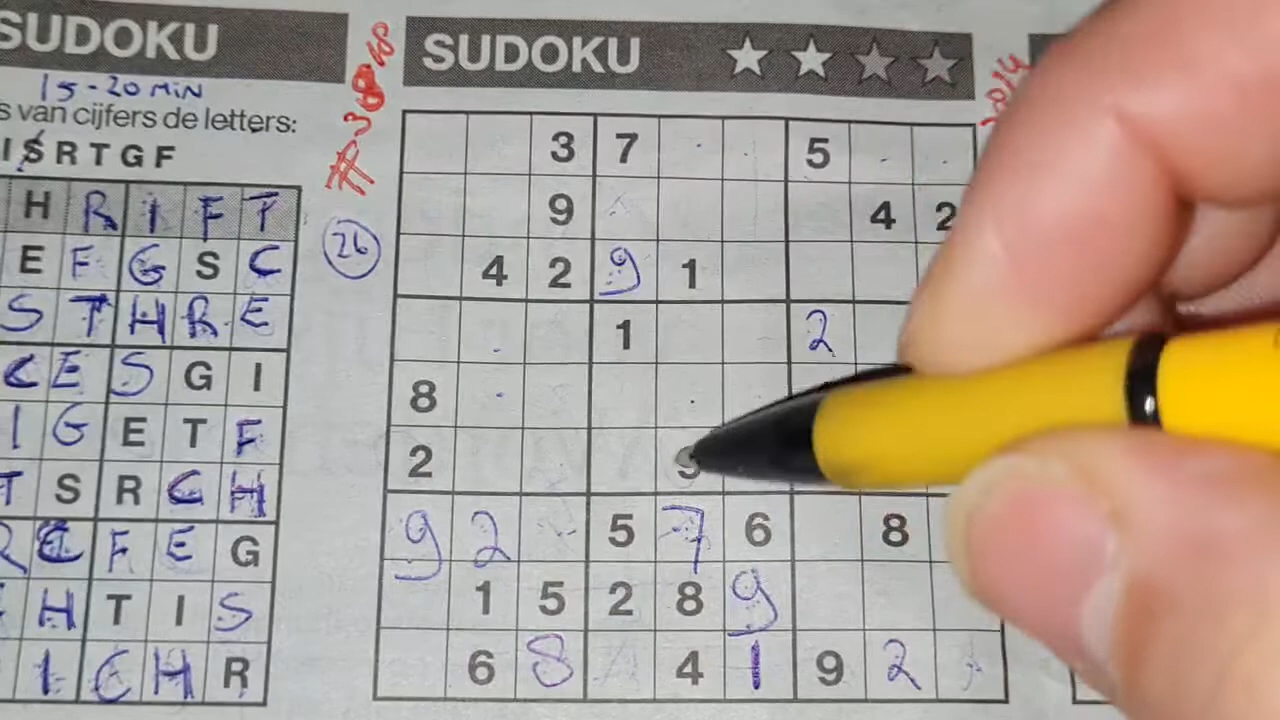 SUDOKU
15-20 MIN
s van cijfers de letters:
I S R T G F
H R I F T
E F G S C
S T H R E
C E S G I
I G E T F
T S R C H
R C F E G
H T I S
I C H R
26
SUDOKU
3 7 5
9 4 2
4 2 9 1
1 2
8
2
9 2 5 7 6 8
1 5 2 8 9
6 8 4 1 9 2